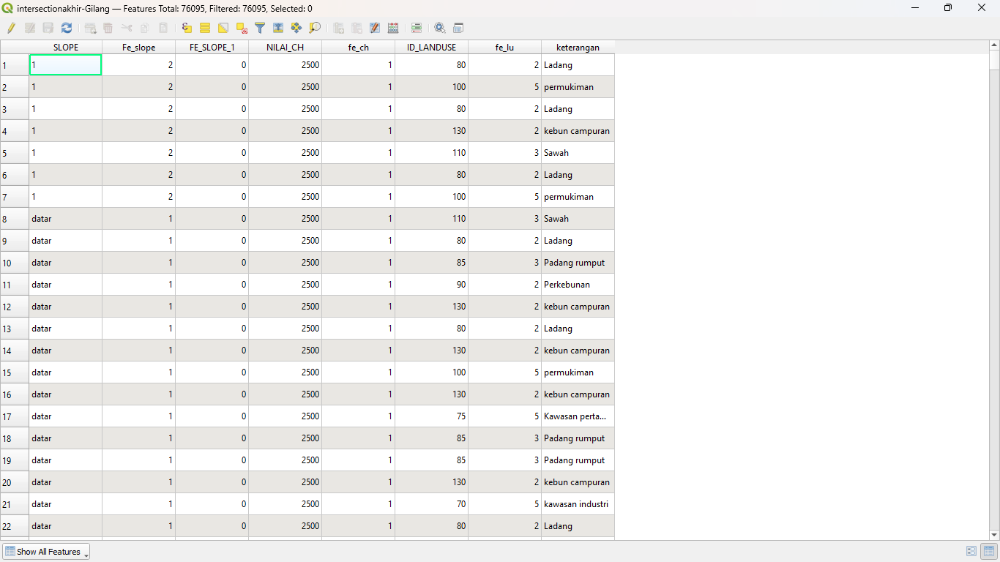 intersectionakhir-Gilang — Features Total: 76095, Filtered: 76095, Selected: 0
SLOPE Fe_slope FE_SLOPE_1 NILAI_CH fe_ch ID_LANDUSE fe_lu keterangan
1 1 2 0 2500 1 80 2 Ladang
2 1 2 0 2500 1 100 5 permukiman
3 1 2 0 2500 1 80 2 Ladang
4 1 2 0 2500 1 130 2 kebun campuran
5 1 2 0 2500 1 110 3 Sawah
6 1 2 0 2500 1 80 2 Ladang
7 1 2 0 2500 1 100 5 permukiman
8 datar 1 0 2500 1 110 3 Sawah
9 datar 1 0 2500 1 80 2 Ladang
10 datar 1 0 2500 1 85 3 Padang rumput
11 datar 1 0 2500 1 90 2 Perkebunan
12 datar 1 0 2500 1 130 2 kebun campuran
13 datar 1 0 2500 1 80 2 Ladang
14 datar 1 0 2500 1 130 2 kebun campuran
15 datar 1 0 2500 1 100 5 permukiman
16 datar 1 0 2500 1 130 2 kebun campuran
17 datar 1 0 2500 1 75 5 Kawasan perta...
18 datar 1 0 2500 1 85 3 Padang rumput
19 datar 1 0 2500 1 85 3 Padang rumput
20 datar 1 0 2500 1 130 2 kebun campuran
21 datar 1 0 2500 1 70 5 kawasan industri
22 datar 1 0 2500 1 80 2 Ladang
Show All Features